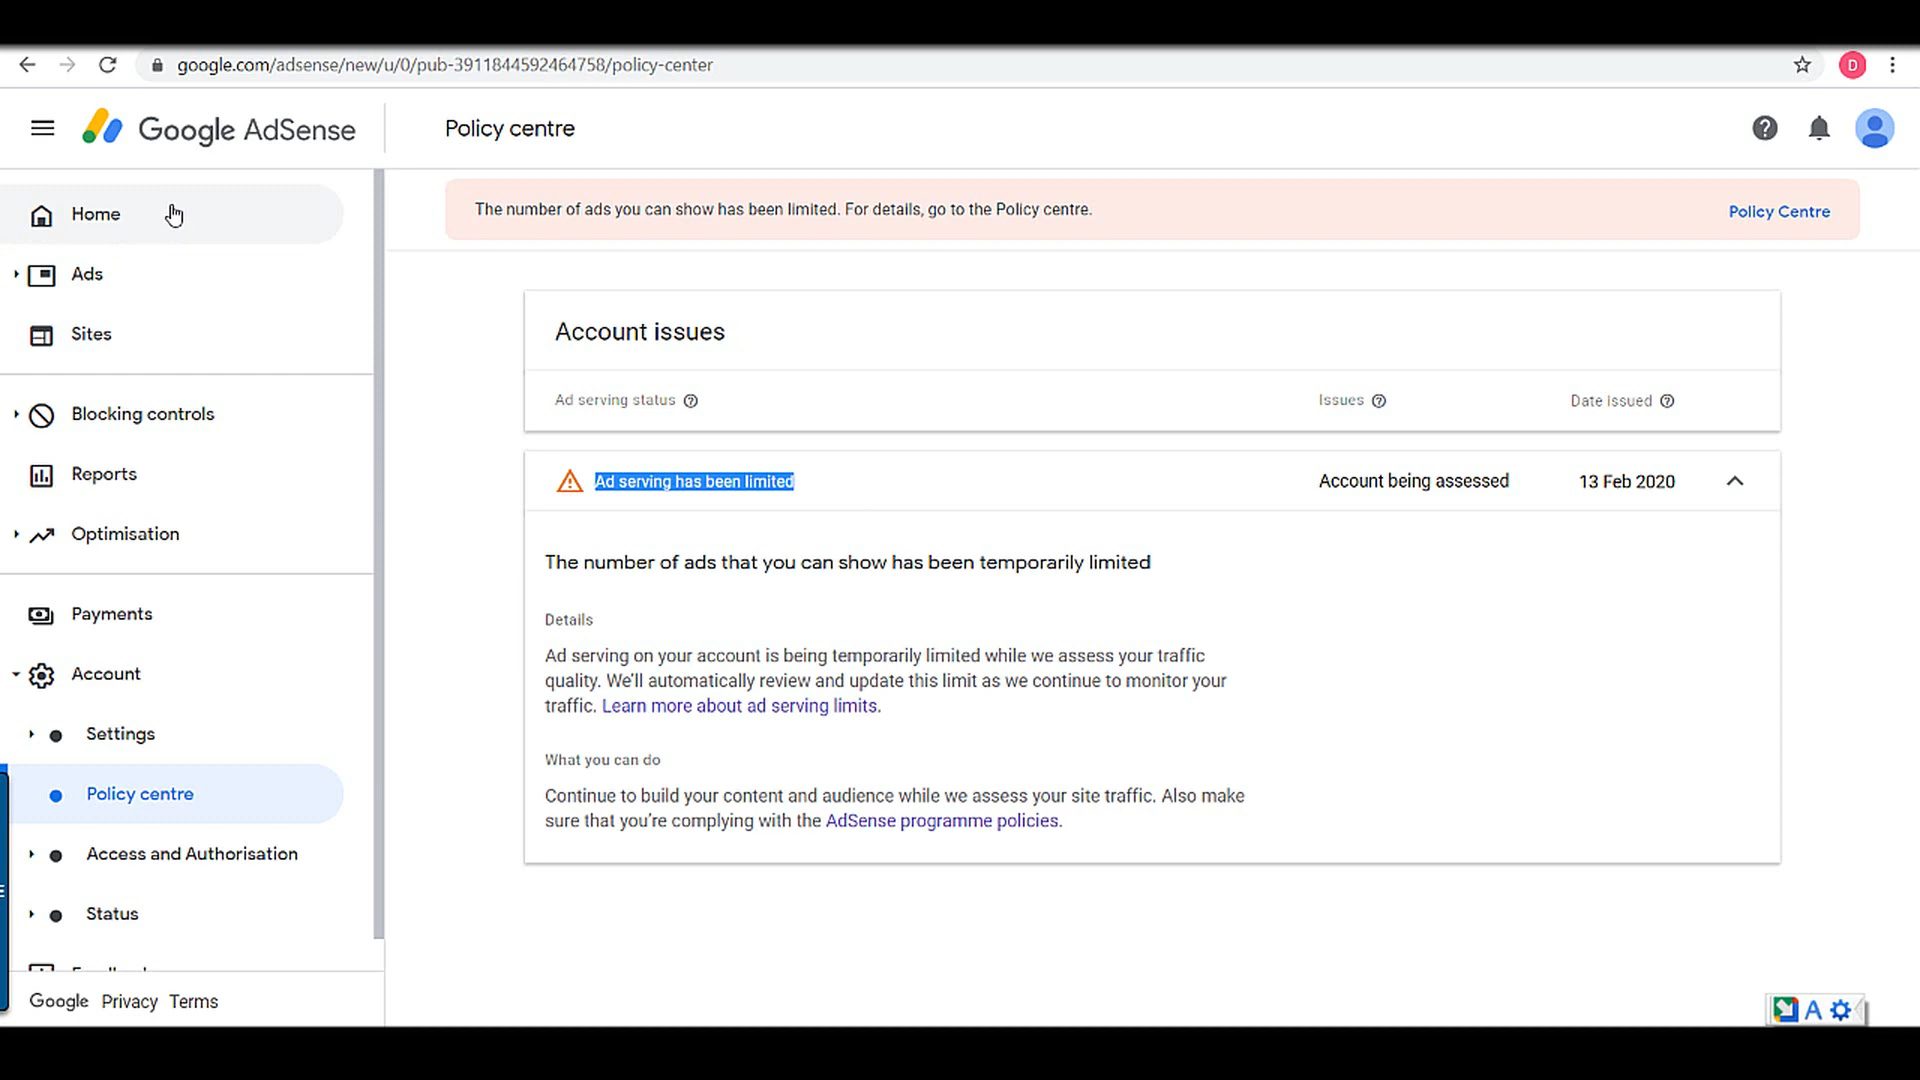 google.com/adsense/new/u/0/pub-3911844592464758/policy-center
D
Google AdSense
Policy centre
Home
Ads
Sites
Blocking controls
Reports
Optimisation
Payments
Account
Settings
Policy centre
Access and Authorisation
Status
Google Privacy Terms
The number of ads you can show has been limited. For details, go to the Policy centre.
Policy Centre
Account issues
Ad serving status
Issues
Date issued
Ad serving has been limited
Account being assessed
13 Feb 2020
The number of ads that you can show has been temporarily limited
Details
Ad serving on your account is being temporarily limited while we assess your traffic
quality. We'll automatically review and update this limit as we continue to monitor your
traffic. Learn more about ad serving limits.
What you can do
Continue to build your content and audience while we assess your site traffic. Also make
sure that you're complying with the AdSense programme policies.
A